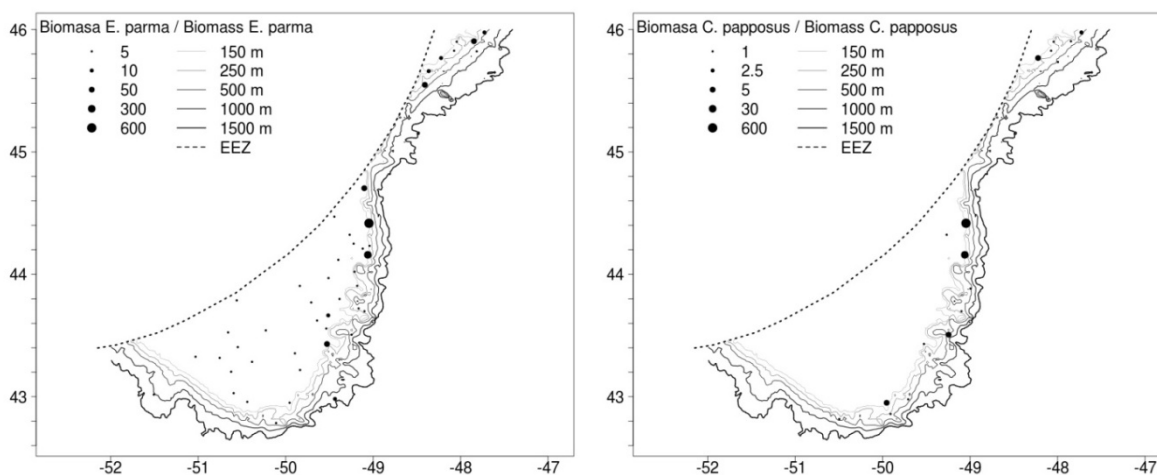 Biomasa E. parma / Biomass E. parma
5 150 m
10 250 m
50 500 m
300 1000 m
600 1500 m
EEZ
46
45
44
43
-52 -51 -50 -49 -48 -47
Biomasa C. papposus / Biomass C. papposus
1 150 m
2.5 250 m
5 500 m
30 1000 m
600 1500 m
EEZ
46
45
44
43
-52 -51 -50 -49 -48 -47